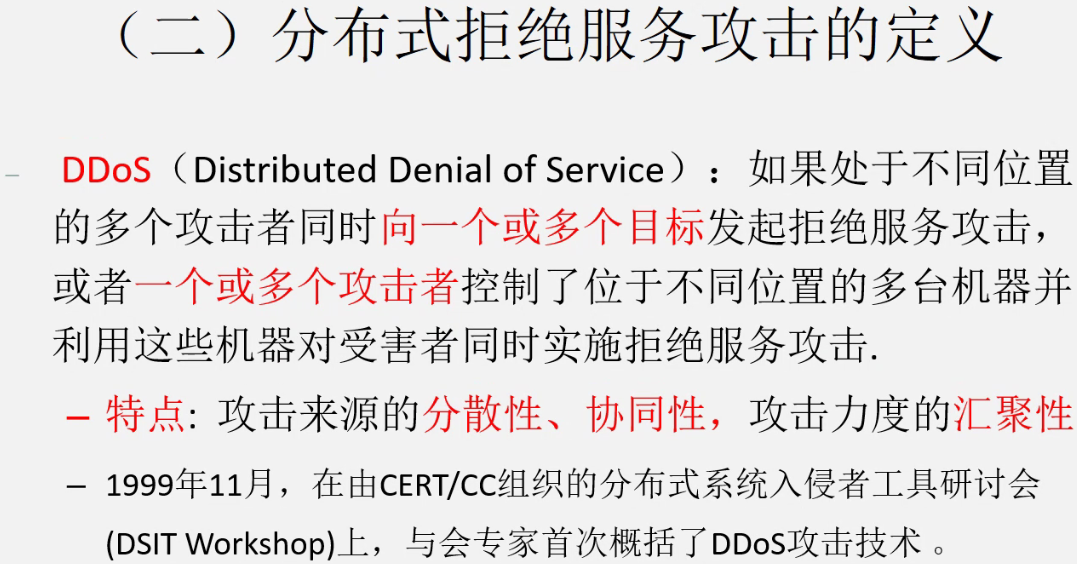 （二）分布式拒绝服务攻击的定义
– DDoS（Distributed Denial of Service）：如果处于不同位置
的多个攻击者同时向一个或多个目标发起拒绝服务攻击，
或者一个或多个攻击者控制了位于不同位置的多台机器并
利用这些机器对受害者同时实施拒绝服务攻击.
– 特点: 攻击来源的分散性、协同性，攻击力度的汇聚性
– 1999年11月，在由CERT/CC组织的分布式系统入侵者工具研讨会
(DSIT Workshop)上，与会专家首次概括了DDoS攻击技术 。